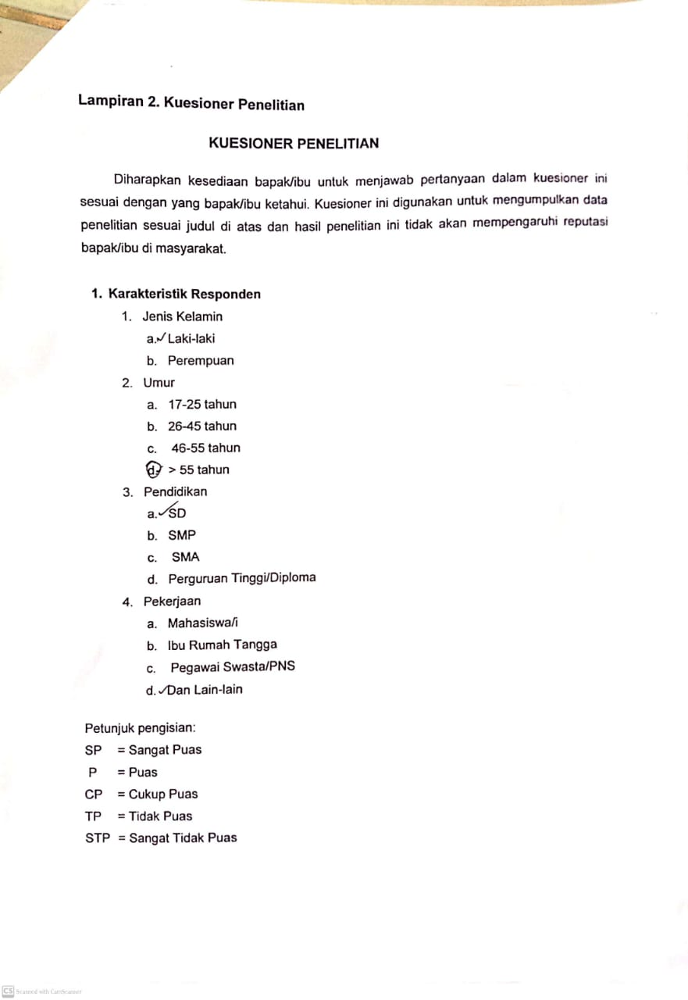 Lampiran 2. Kuesioner Penelitian
KUESIONER PENELITIAN
Diharapkan kesediaan bapak/ibu untuk menjawab pertanyaan dalam kuesioner ini
sesuai dengan yang bapak/ibu ketahui. Kuesioner ini digunakan untuk mengumpulkan data
penelitian sesuai judul di atas dan hasil penelitian ini tidak akan mempengaruhi reputasi
bapak/ibu di masyarakat.
1. Karakteristik Responden
1. Jenis Kelamin
a.✓ Laki-laki
b. Perempuan
2. Umur
a. 17-25 tahun
b. 26-45 tahun
c. 46-55 tahun
d. > 55 tahun
3. Pendidikan
a.✓ SD
b. SMP
c. SMA
d. Perguruan Tinggi/Diploma
4. Pekerjaan
a. Mahasiswa/i
b. Ibu Rumah Tangga
c. Pegawai Swasta/PNS
d.✓ Dan Lain-lain
Petunjuk pengisian:
SP = Sangat Puas
P = Puas
CP = Cukup Puas
TP = Tidak Puas
STP = Sangat Tidak Puas
CS Scanned with CamScanner